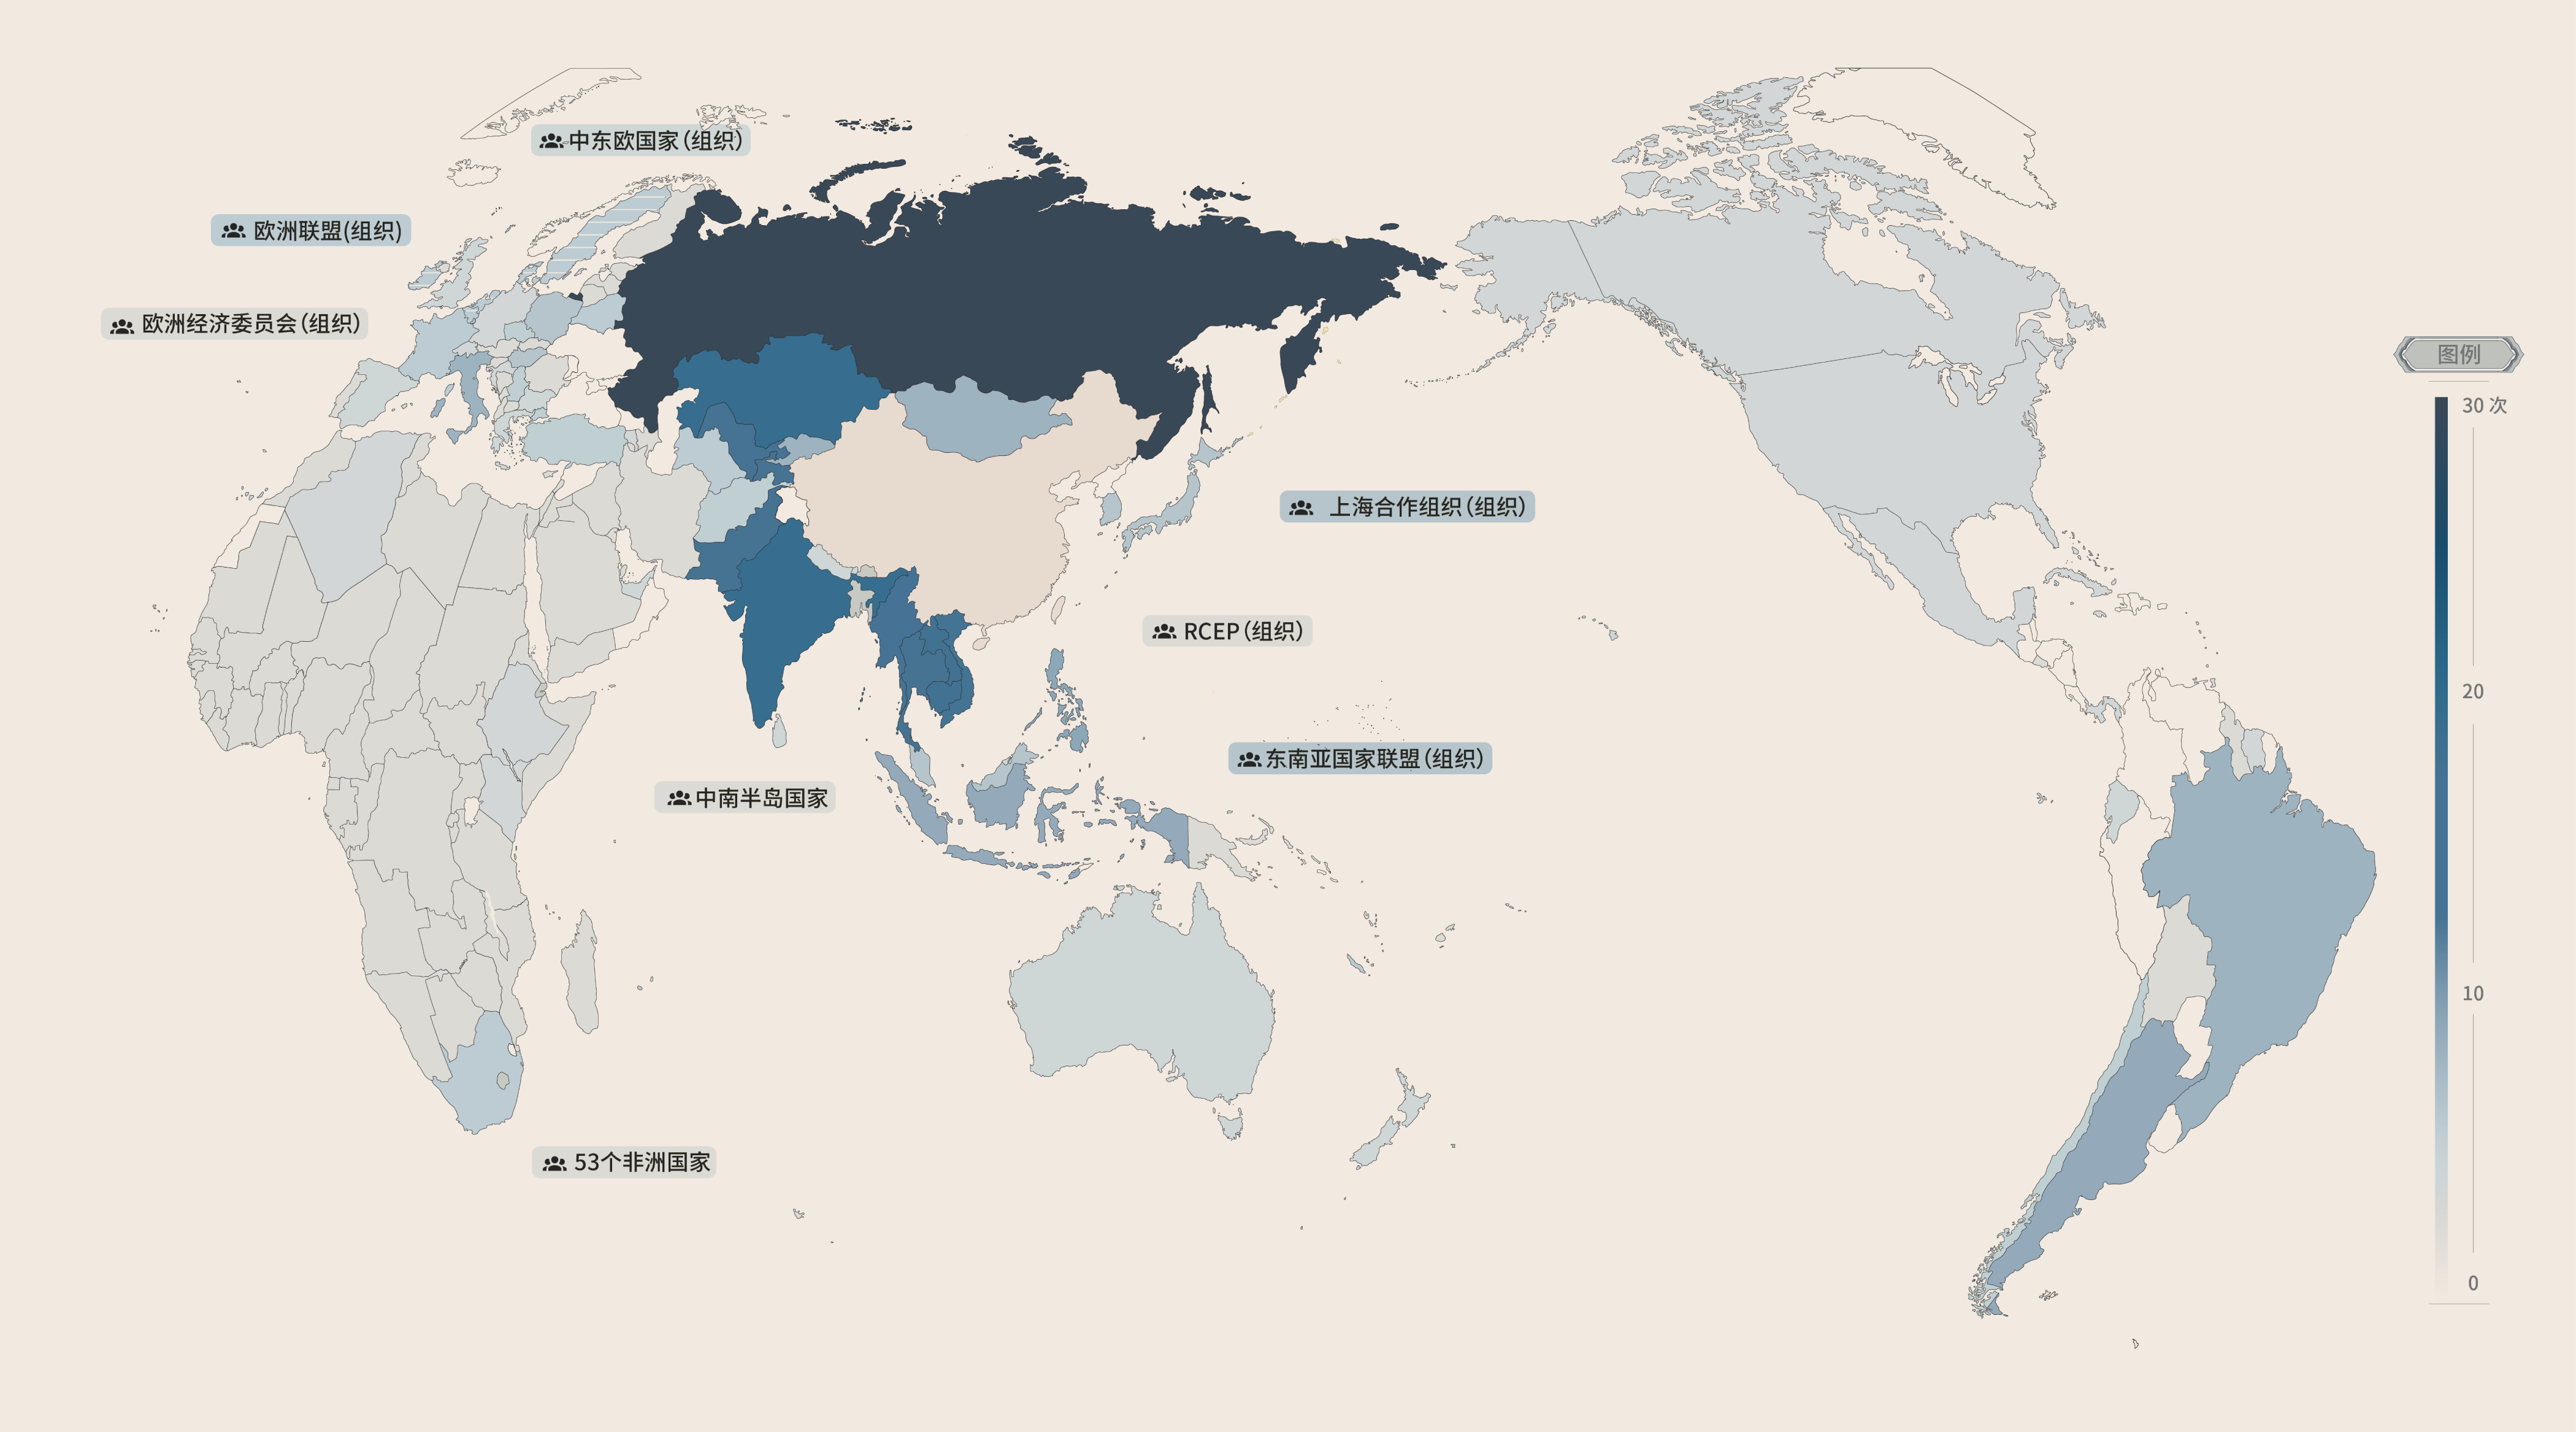 中东欧国家（组织）
欧洲联盟(组织)
欧洲经济委员会（组织）
图例
30 次
上海合作组织（组织）
RCEP（组织）
20
东南亚国家联盟（组织）
中南半岛国家
10
53个非洲国家
0